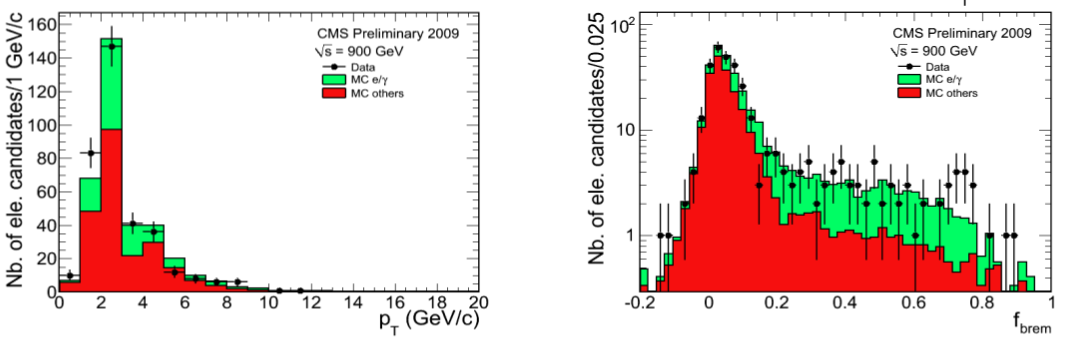 Nb. of ele. candidates/1 GeV/c
160
140
120
100
80
60
40
20
0
0 2 4 6 8 10 12 14 16 18 20
p_T (GeV/c)
CMS Preliminary 2009
√s = 900 GeV
Data
MC e/γ
MC others
Nb. of ele. candidates/0.025
10²
10
1
-0.2 0 0.2 0.4 0.6 0.8 1
f_brem
CMS Preliminary 2009
√s = 900 GeV
Data
MC e/γ
MC others